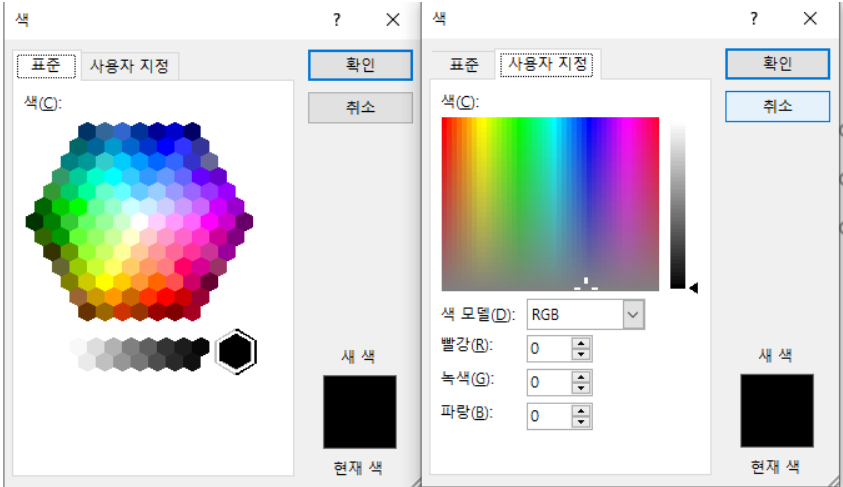 색
?
표준
사용자 지정
확인
취소
색(C):
새 색
현재 색
색
?
표준
사용자 지정
확인
취소
색(C):
색 모델(D): RGB
빨강(R): 0
녹색(G): 0
파랑(B): 0
새 색
현재 색